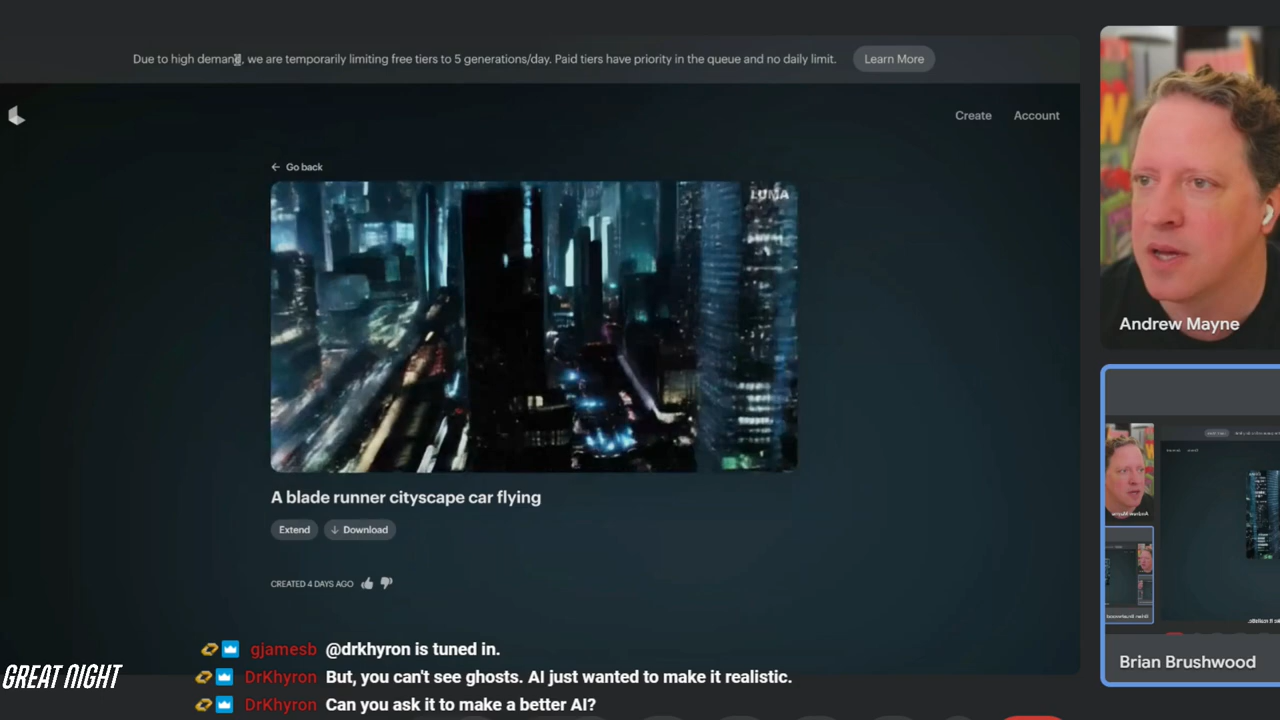 Due to high demand, we are temporarily limiting free tiers to 5 generations/day. Paid tiers have priority in the queue and no daily limit.
Learn More
Create
Account
Go back
LUMA
A blade runner cityscape car flying
Extend
Download
CREATED 4 DAYS AGO
Andrew Mayne
Brian Brushwood
gjamesb @drkhyron is tuned in.
GREAT NIGHT
DrKhyron But, you can't see ghosts. AI just wanted to make it realistic.
DrKhyron Can you ask it to make a better AI?